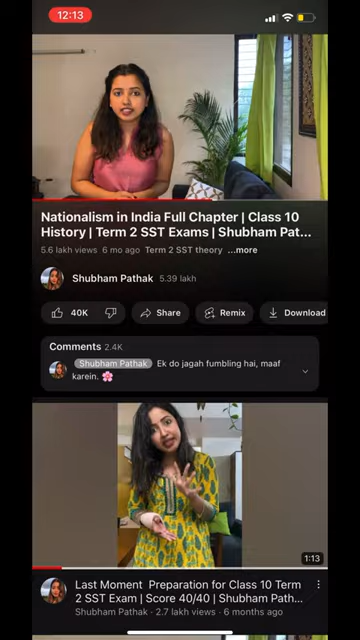 12:13
Nationalism in India Full Chapter | Class 10
History | Term 2 SST Exams | Shubham Pat...
5.6 lakh views 6 mo ago Term 2 SST theory ...more
Shubham Pathak 5.39 lakh
40K Share Remix Download
Comments 2.4K
Shubham Pathak Ek do jagah fumbling hai, maaf
karein. 🌸
1:13
Last Moment Preparation for Class 10 Term
2 SST Exam | Score 40/40 | Shubham Path...
Shubham Pathak · 2.7 lakh views · 6 months ago